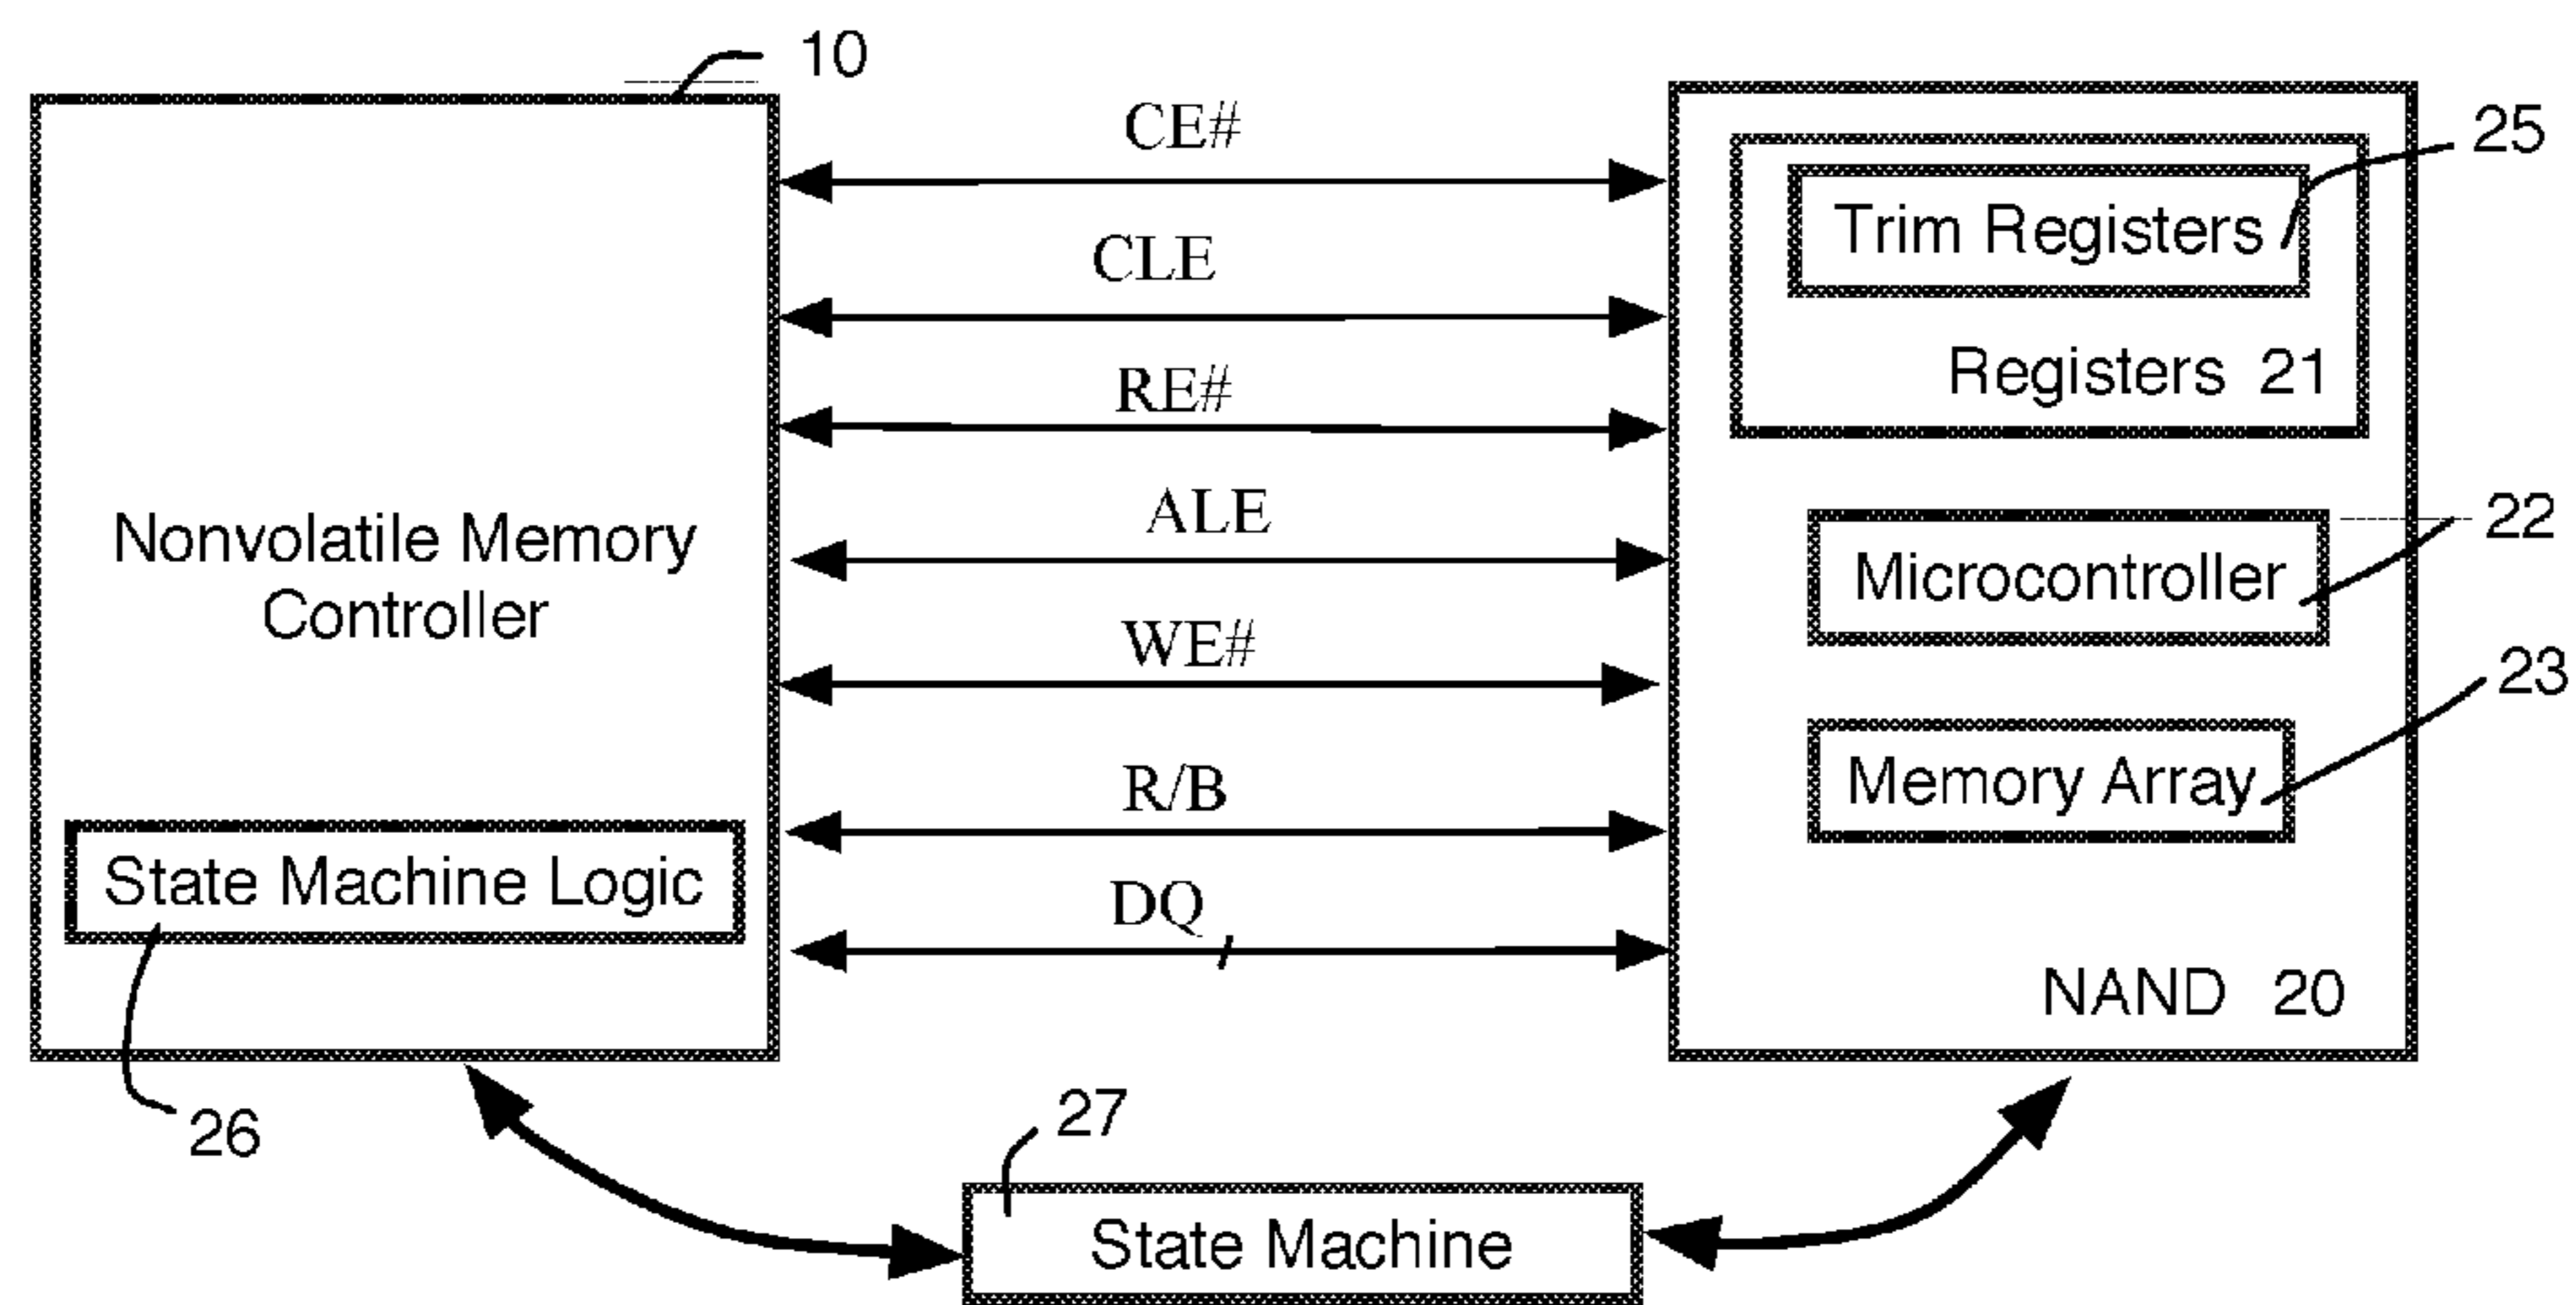 10
CE#
25
Trim Registers
CLE
Registers 21
RE#
ALE
22
Nonvolatile Memory
Controller
Microcontroller
WE#
23
R/B
Memory Array
State Machine Logic
DQ
NAND 20
26
27
State Machine